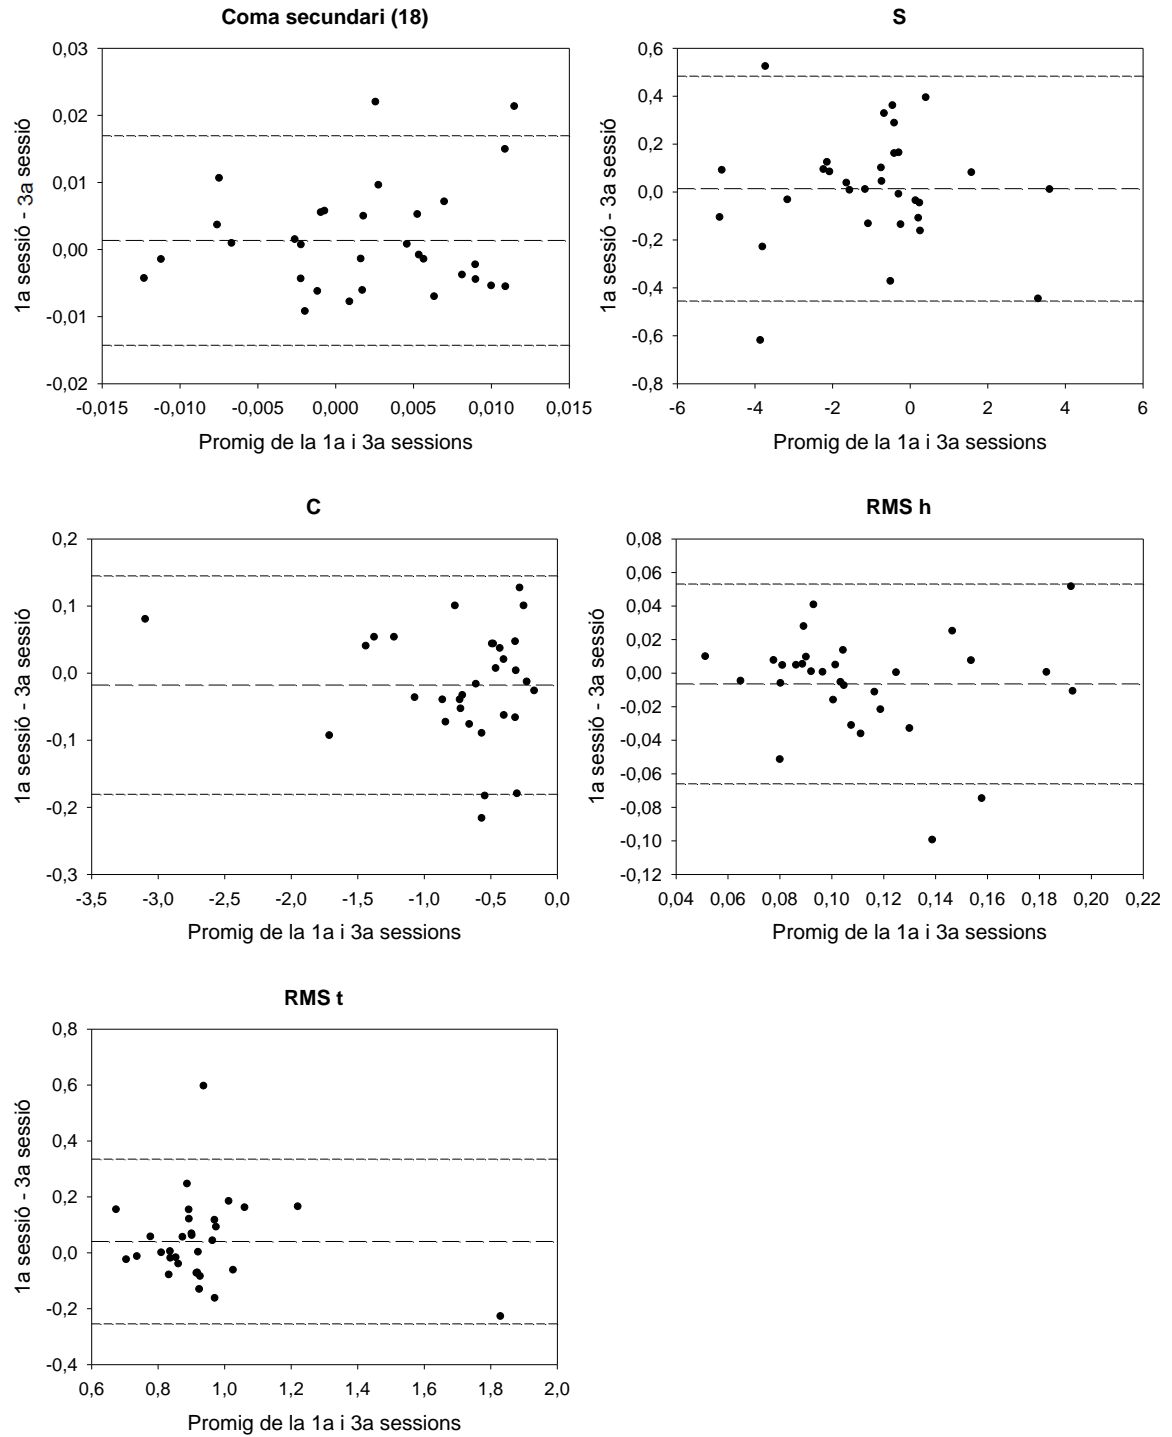 Coma secundari (18)
0,03
0,02
0,01
0,00
-0,01
-0,02
1a sessió - 3a sessió
-0,015 -0,010 -0,005 0,000 0,005 0,010 0,015
Promig de la 1a i 3a sessions
S
0,6
0,4
0,2
0,0
-0,2
-0,4
-0,6
-0,8
1a sessió - 3a sessió
-6 -4 -2 0 2 4 6
Promig de la 1a i 3a sessions
C
0,2
0,1
0,0
-0,1
-0,2
-0,3
1a sessió - 3a sessió
-3,5 -3,0 -2,5 -2,0 -1,5 -1,0 -0,5 0,0
Promig de la 1a i 3a sessions
RMS h
0,08
0,06
0,04
0,02
0,00
-0,02
-0,04
-0,06
-0,08
-0,10
-0,12
1a sessió - 3a sessió
0,04 0,06 0,08 0,10 0,12 0,14 0,16 0,18 0,20 0,22
Promig de la 1a i 3a sessions
RMS t
0,8
0,6
0,4
0,2
0,0
-0,2
-0,4
1a sessió - 3a sessió
0,6 0,8 1,0 1,2 1,4 1,6 1,8 2,0
Promig de la 1a i 3a sessions